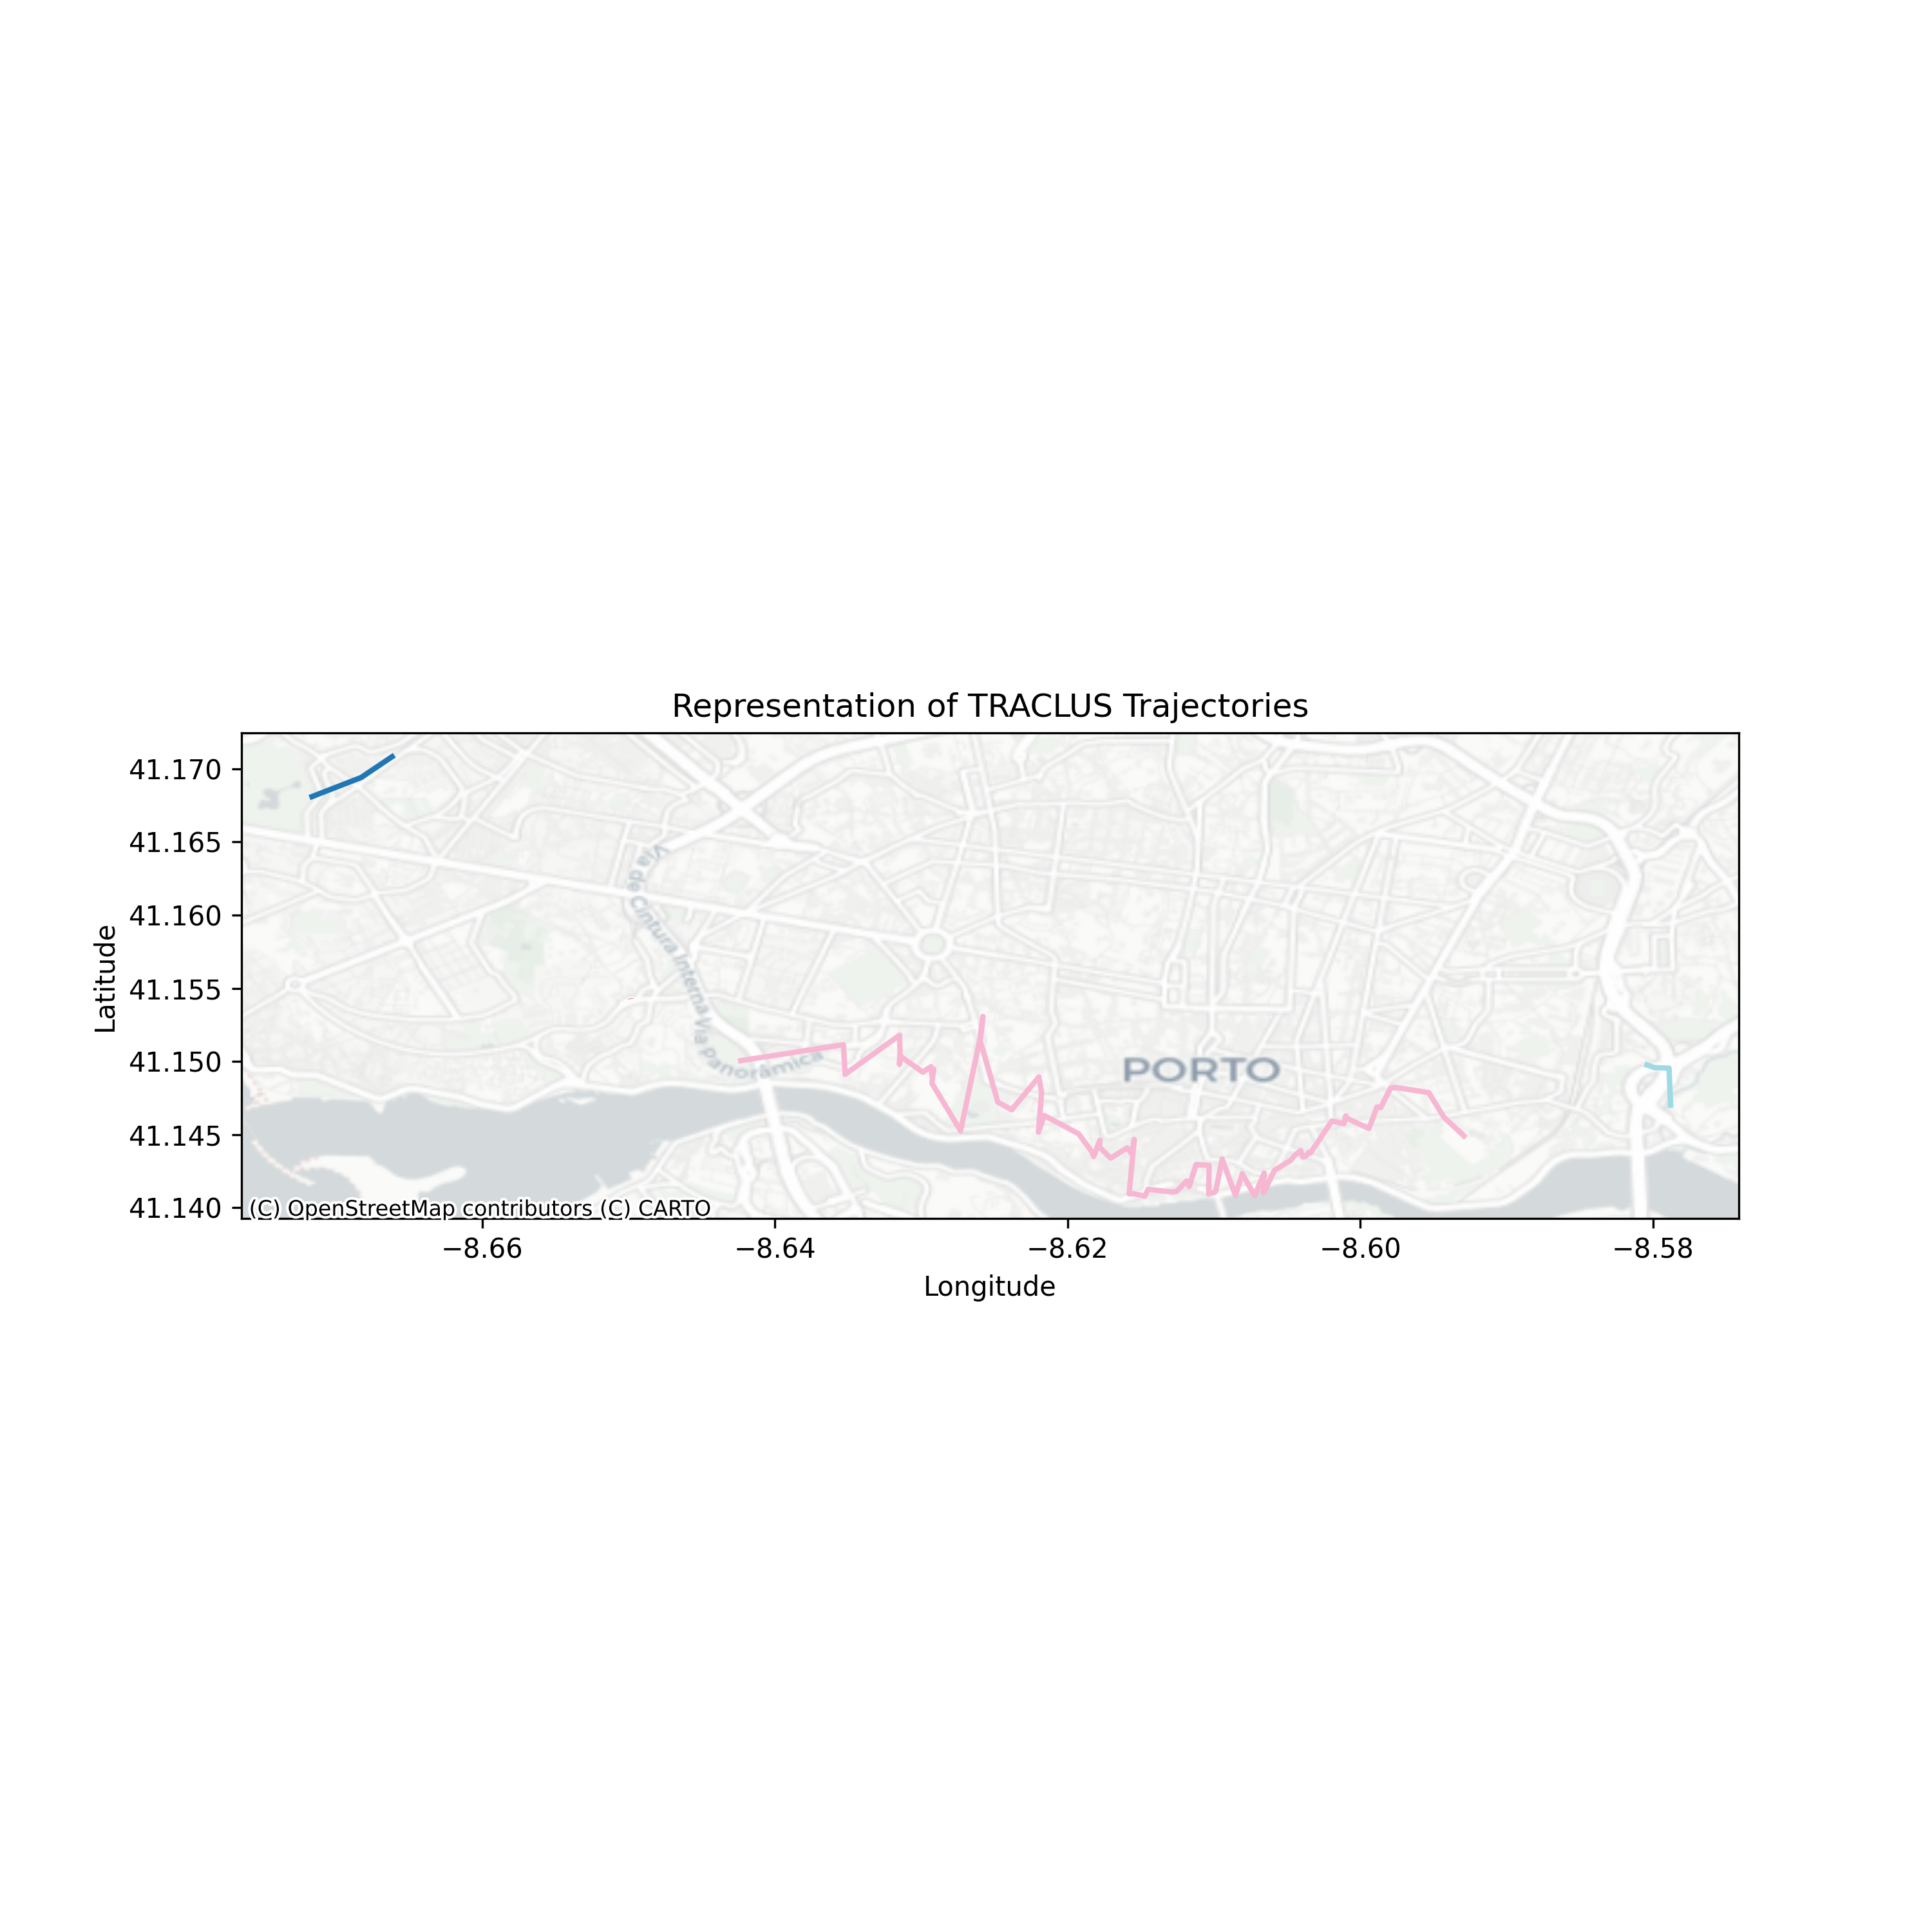 Representation of TRACLUS Trajectories
41.170
41.165
41.160
41.155
41.150
41.145
41.140
Latitude
Via de Cintura Interna
Via Panorâmica
PORTO
(C) OpenStreetMap contributors (C) CARTO
−8.66
−8.64
−8.62
−8.60
−8.58
Longitude